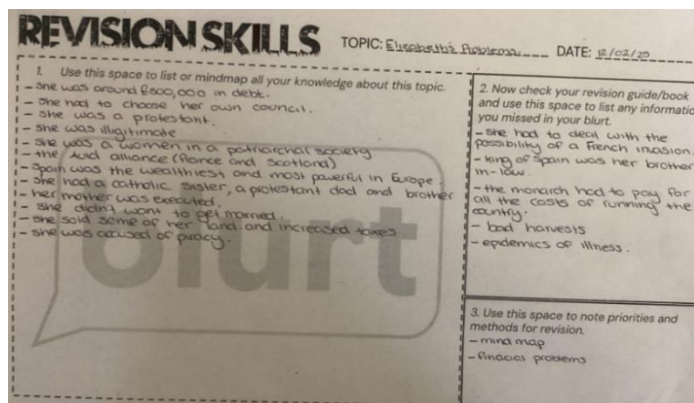 REVISION SKILLS
TOPIC: Elizabeth's Problems DATE: 12/02/20
1. Use this space to list or mindmap all your knowledge about this topic.
- she was around £300,000 in debt.
- she had to choose her own council.
- she was a protestant.
- she was illigitimate
- she was a women in a patriarchal society
- the Auld alliance (france and Scotland)
- Spain was the wealthiest and most powerful in Europe.
- she had a catholic sister, a protestant dad and brother
- her mother was executed.
- she didn't want to get married.
- she sold some of her land and increased taxes
- she was accused of piracy.
blurt
2. Now check your revision guide/book
and use this space to list any informatio
you missed in your blurt.
- she had to deal with the
possibility of a French invasion.
- king of Spain was her brother
in-law.
- the monarch had to pay for
all the costs of running the
country.
- bad harvests
- epidemics of illness.
3. Use this space to note priorities and
methods for revision.
- mind map
- finacial problems